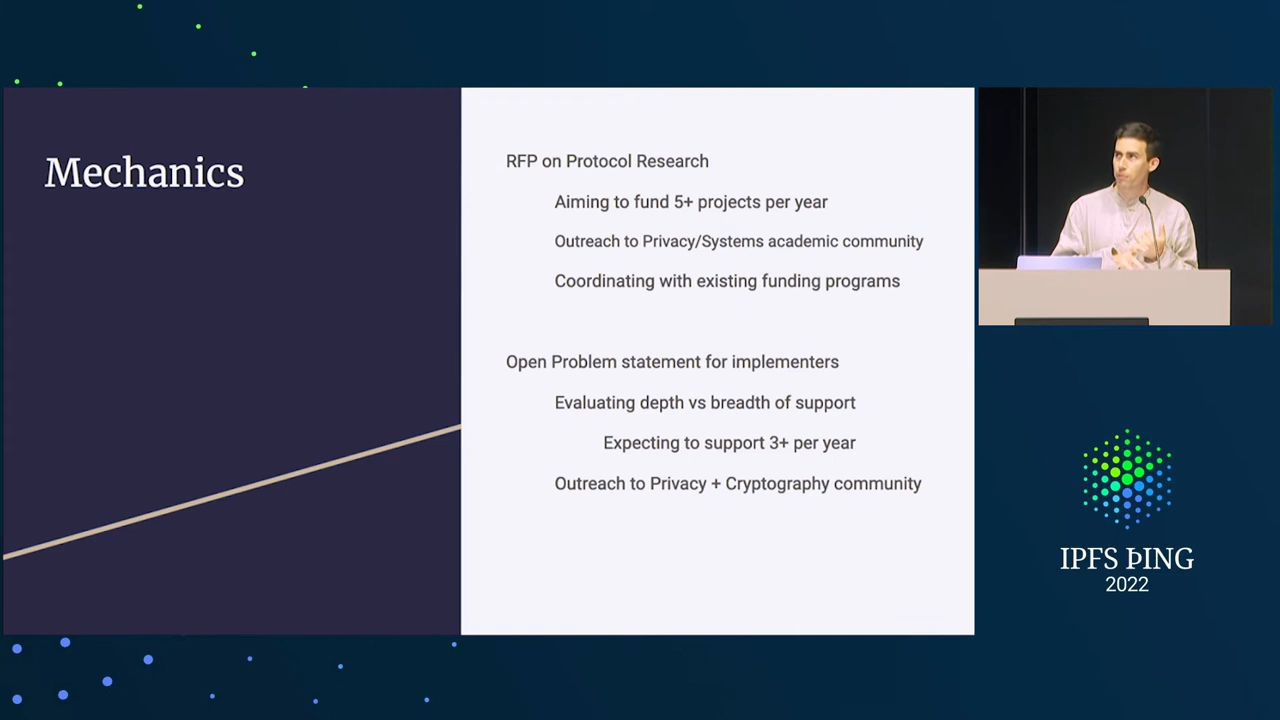 Mechanics
RFP on Protocol Research
Aiming to fund 5+ projects per year
Outreach to Privacy/Systems academic community
Coordinating with existing funding programs
Open Problem statement for implementers
Evaluating depth vs breadth of support
Expecting to support 3+ per year
Outreach to Privacy + Cryptography community
IPFS ÞING
2022